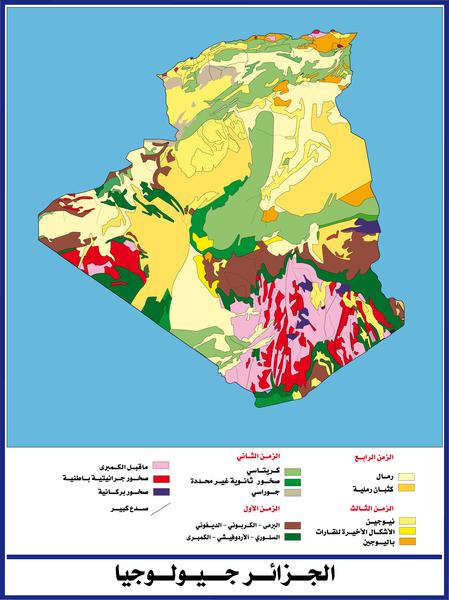 الزمن الرابع
رمال
كثبان رملية
الزمن الثالث
نيوجين
الأشكال الأخيرة للقارات
باليوجين
الزمن الثاني
كريتاسي
صخور ثانوية غير محددة
جوراسي
الزمن الأول
البرمي - الكربوني - الديفوني
السلوري - الأردوفيشي - الكمبري
ماقبل الكمبري
صخور جرانيتية باطنية
صخور بركانية
صدع كبير
الجزائر جيولوجيا